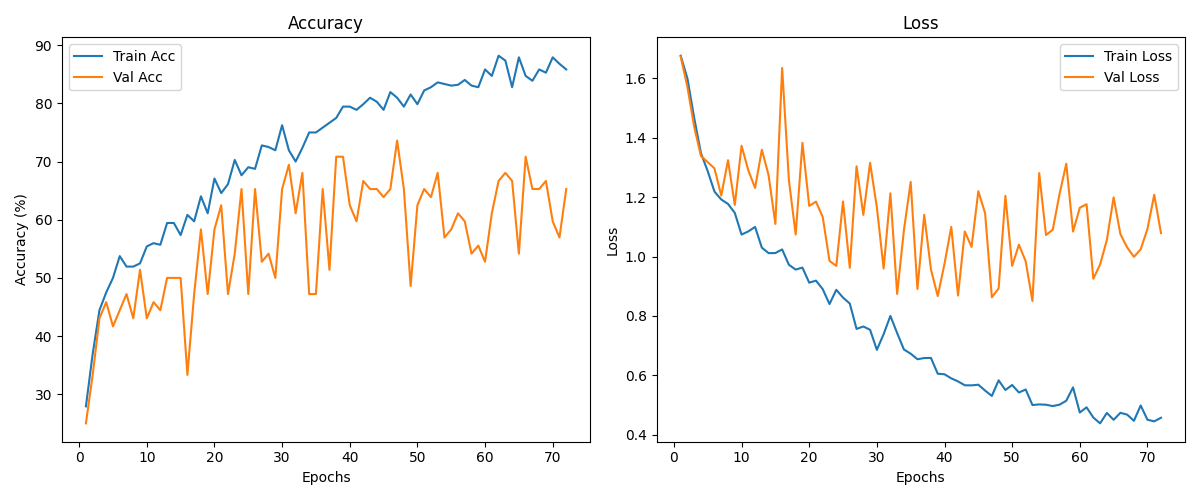 Accuracy
Train Acc
Val Acc
Accuracy (%)
90
80
70
60
50
40
30
0 10 20 30 40 50 60 70
Epochs
Loss
Train Loss
Val Loss
Loss
1.6
1.4
1.2
1.0
0.8
0.6
0.4
0 10 20 30 40 50 60 70
Epochs